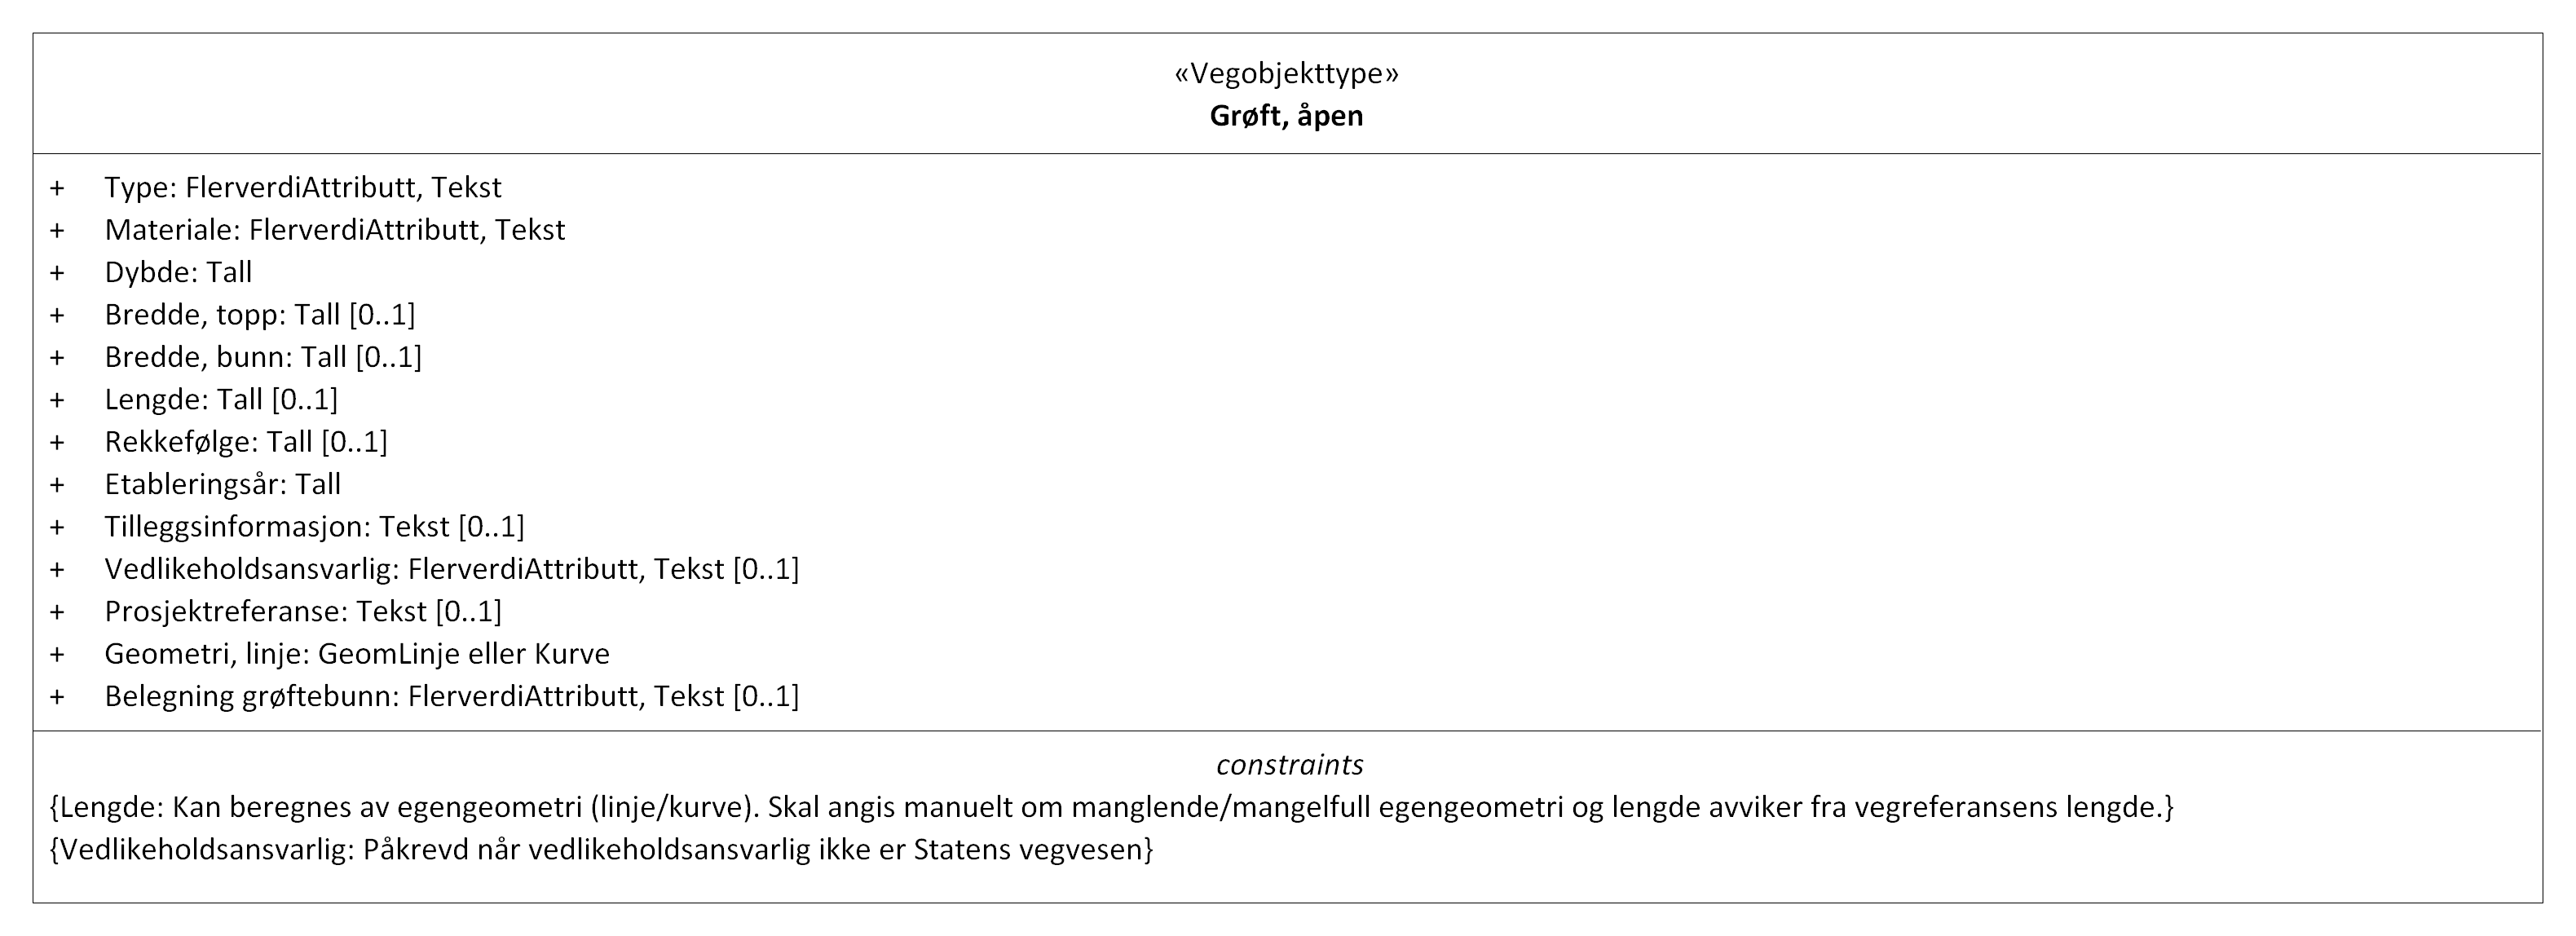 «Vegobjekttype»
Grøft, åpen
+ Type: FlerverdiAttributt, Tekst
+ Materiale: FlerverdiAttributt, Tekst
+ Dybde: Tall
+ Bredde, topp: Tall [0..1]
+ Bredde, bunn: Tall [0..1]
+ Lengde: Tall [0..1]
+ Rekkefølge: Tall [0..1]
+ Etableringsår: Tall
+ Tilleggsinformasjon: Tekst [0..1]
+ Vedlikeholdsansvarlig: FlerverdiAttributt, Tekst [0..1]
+ Prosjektreferanse: Tekst [0..1]
+ Geometri, linje: GeomLinje eller Kurve
+ Belegning grøftebunn: FlerverdiAttributt, Tekst [0..1]
constraints
{Lengde: Kan beregnes av egengeometri (linje/kurve). Skal angis manuelt om manglende/mangelfull egengeometri og lengde avviker fra vegreferansens lengde.}
{Vedlikeholdsansvarlig: Påkrevd når vedlikeholdsansvarlig ikke er Statens vegvesen}